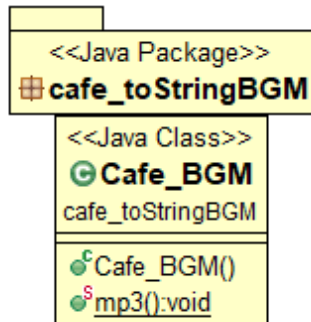 <<Java Package>>
cafe_toStringBGM
<<Java Class>>
Cafe_BGM
cafe_toStringBGM
Cafe_BGM()
mp3():void